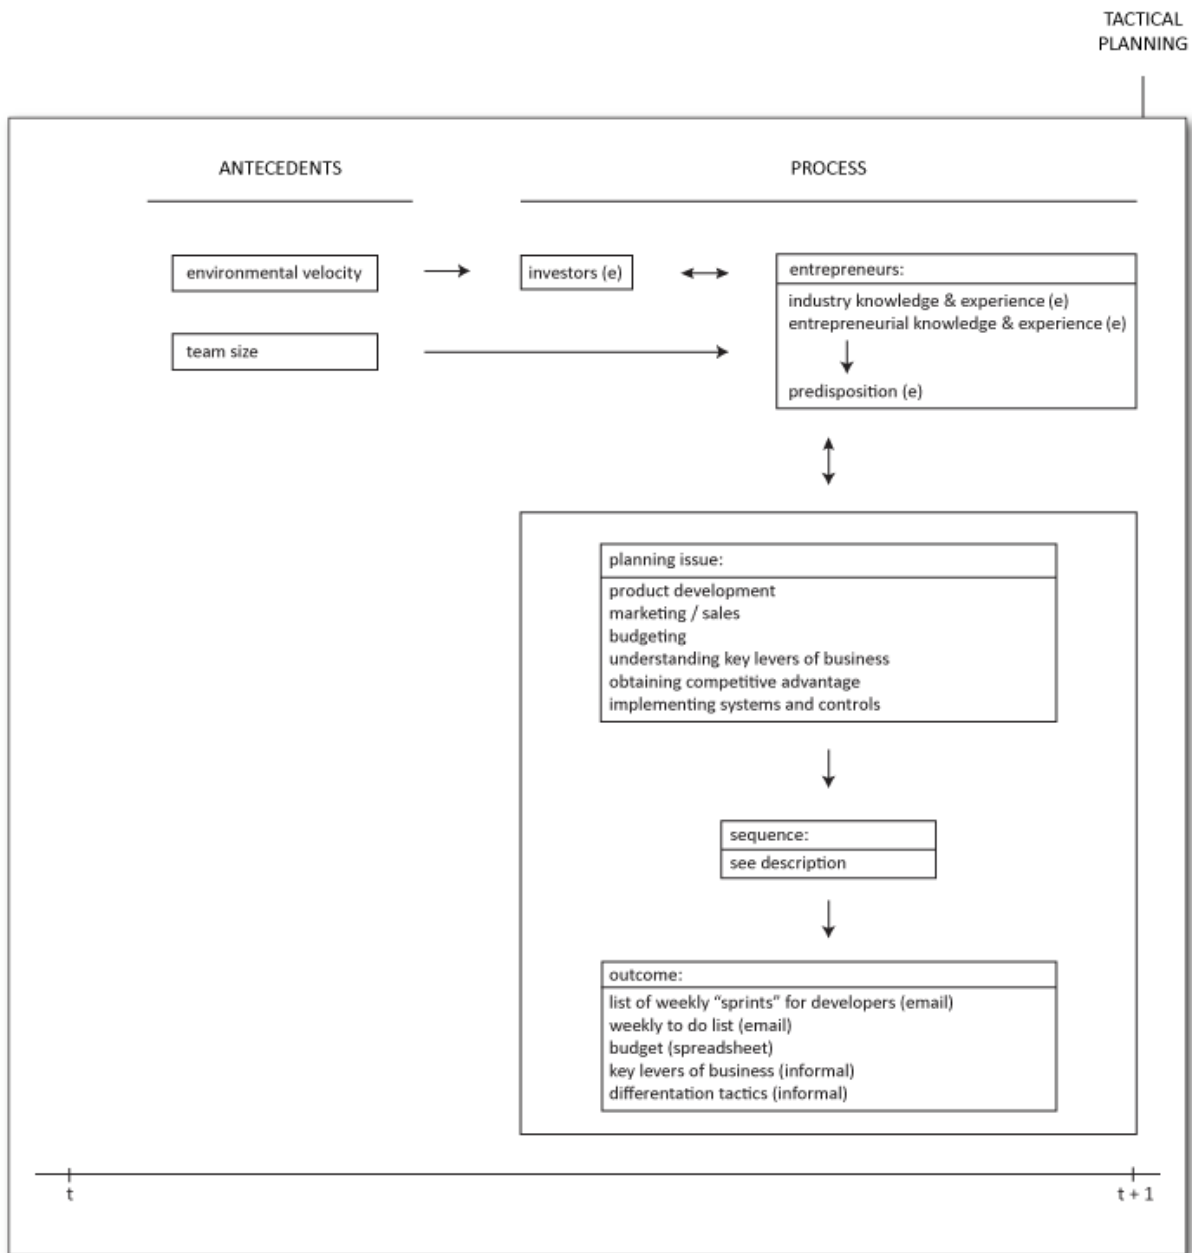 TACTICAL
PLANNING
ANTECEDENTS
PROCESS
environmental velocity
investors (e)
entrepreneurs:
industry knowledge & experience (e)
entrepreneurial knowledge & experience (e)
team size
predisposition (e)
planning issue:
product development
marketing / sales
budgeting
understanding key levers of business
obtaining competitive advantage
implementing systems and controls
sequence:
see description
outcome:
list of weekly “sprints” for developers (email)
weekly to do list (email)
budget (spreadsheet)
key levers of business (informal)
differentation tactics (informal)
t
t + 1